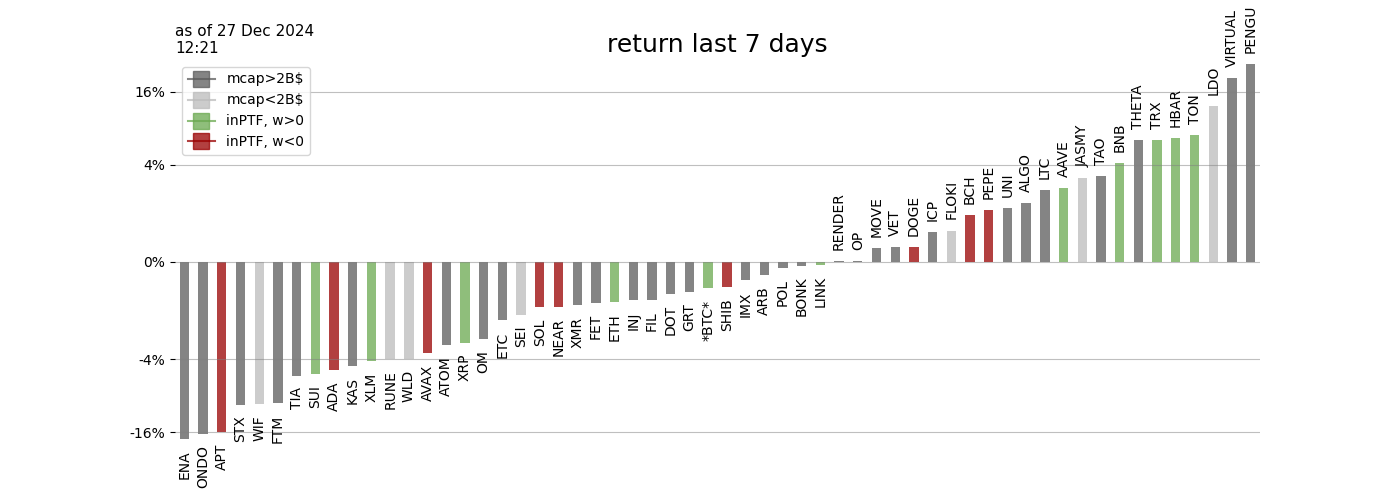 as of 27 Dec 2024
12:21
return last 7 days
mcap>2B$
mcap<2B$
inPTF, w>0
inPTF, w<0
16%
4%
0%
-4%
-16%
ENA
ONDO
APT
STX
WIF
FTM
TIA
SUI
ADA
KAS
XLM
RUNE
WLD
AVAX
ATOM
XRP
OM
ETC
SEI
SOL
NEAR
XMR
FET
ETH
INJ
FIL
DOT
GRT
*BTC*
SHIB
IMX
ARB
POL
BONK
LINK
RENDER
OP
MOVE
VET
DOGE
ICP
FLOKI
BCH
PEPE
UNI
ALGO
LTC
AAVE
JASMY
TAO
BNB
THETA
TRX
HBAR
TON
LDO
VIRTUAL
PENGU